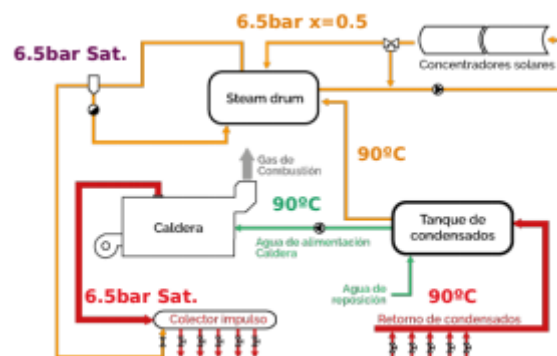 6.5bar x=0.5
6.5bar Sat.
Concentradores solares
Steam drum
Gas de
Combustión
90ºC
90ºC
Caldera
Tanque de
condensados
Agua de alimentación
Caldera
Agua de
reposición
6.5bar Sat.
90ºC
Colector impulso
Retorno de condensados